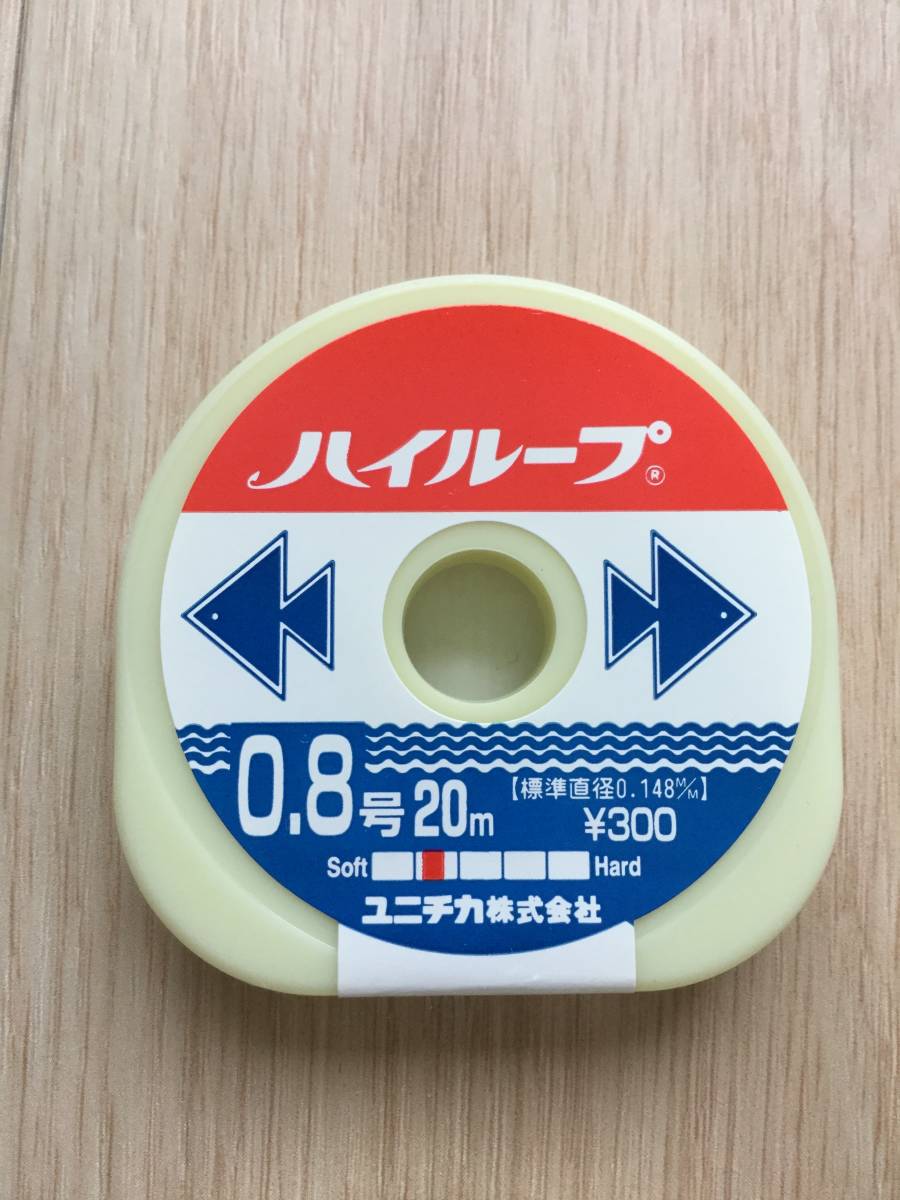 ハイループ®
0.8号 20m 【標準直径0.148M/M】
¥300
Soft Hard
ユニチカ株式会社